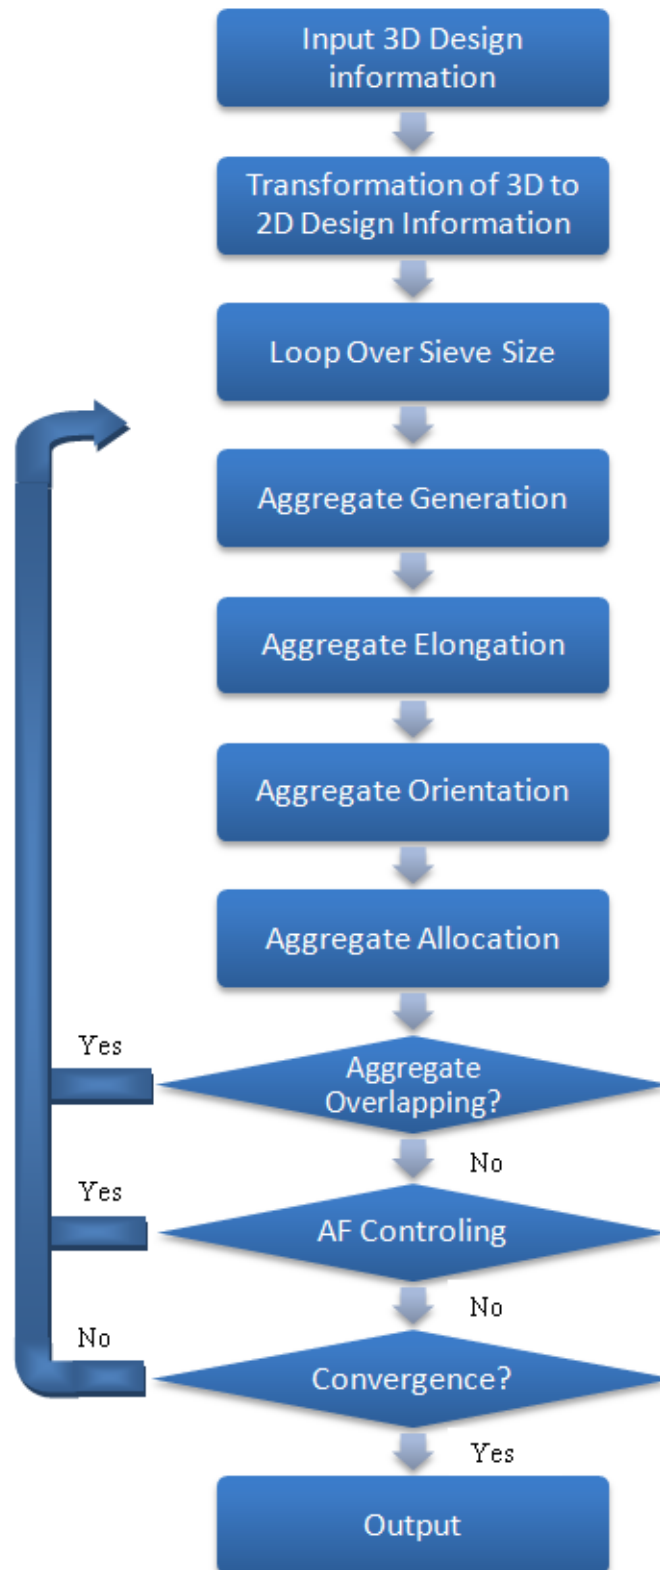 Input 3D Design
information
Transformation of 3D to
2D Design Information
Loop Over Sieve Size
Aggregate Generation
Aggregate Elongation
Aggregate Orientation
Aggregate Allocation
Yes
Aggregate
Overlapping?
No
Yes
AF Controling
No
No
Convergence?
Yes
Output